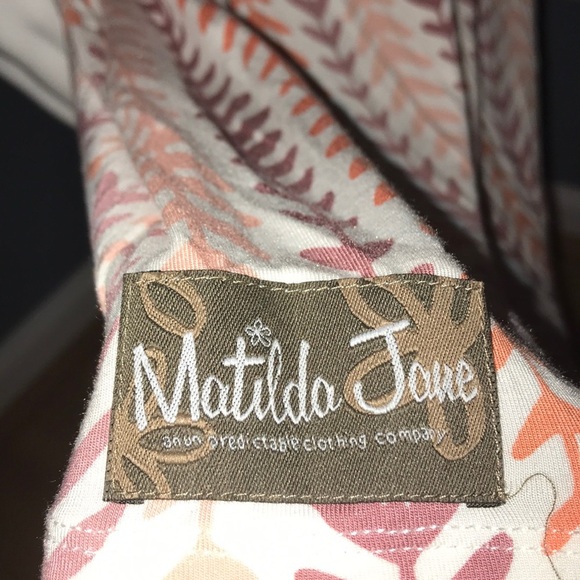 Matilda Jane
an unpredictable clothing company